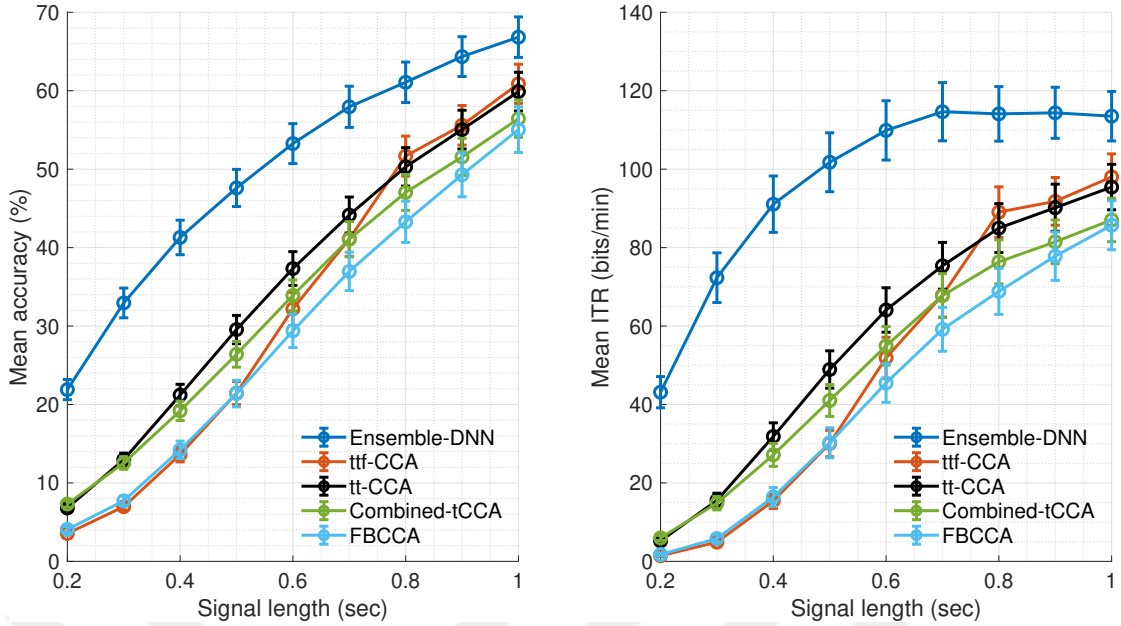 70
60
50
40
30
20
10
0
Mean accuracy (%)
0.2 0.4 0.6 0.8 1
Signal length (sec)
Ensemble-DNN
ttf-CCA
tt-CCA
Combined-tCCA
FBCCA
140
120
100
80
60
40
20
0
Mean ITR (bits/min)
0.2 0.4 0.6 0.8 1
Signal length (sec)
Ensemble-DNN
ttf-CCA
tt-CCA
Combined-tCCA
FBCCA